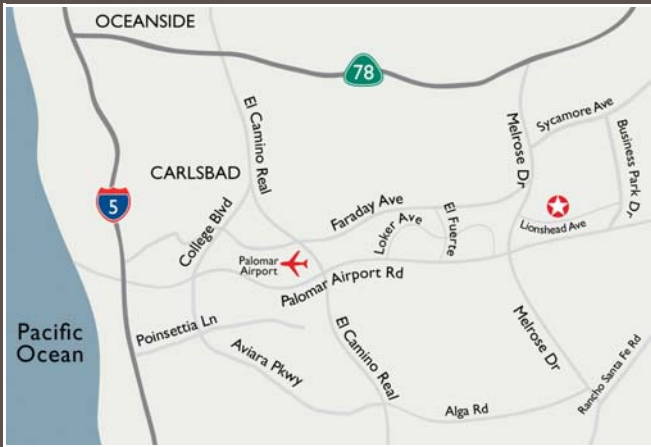 OCEANSIDE
78
El Camino Real
Melrose Dr
Sycamore Ave
Business Park Dr.
CARLSBAD
5
College Blvd
Faraday Ave
Loker Ave
El Fuerte
Lionshead Ave
Palomar
Airport
Palomar Airport Rd
Pacific
Ocean
Poinsettia Ln
Aviara Pkwy
El Camino Real
Melrose Dr
Rancho Santa Fe Rd
Alga Rd